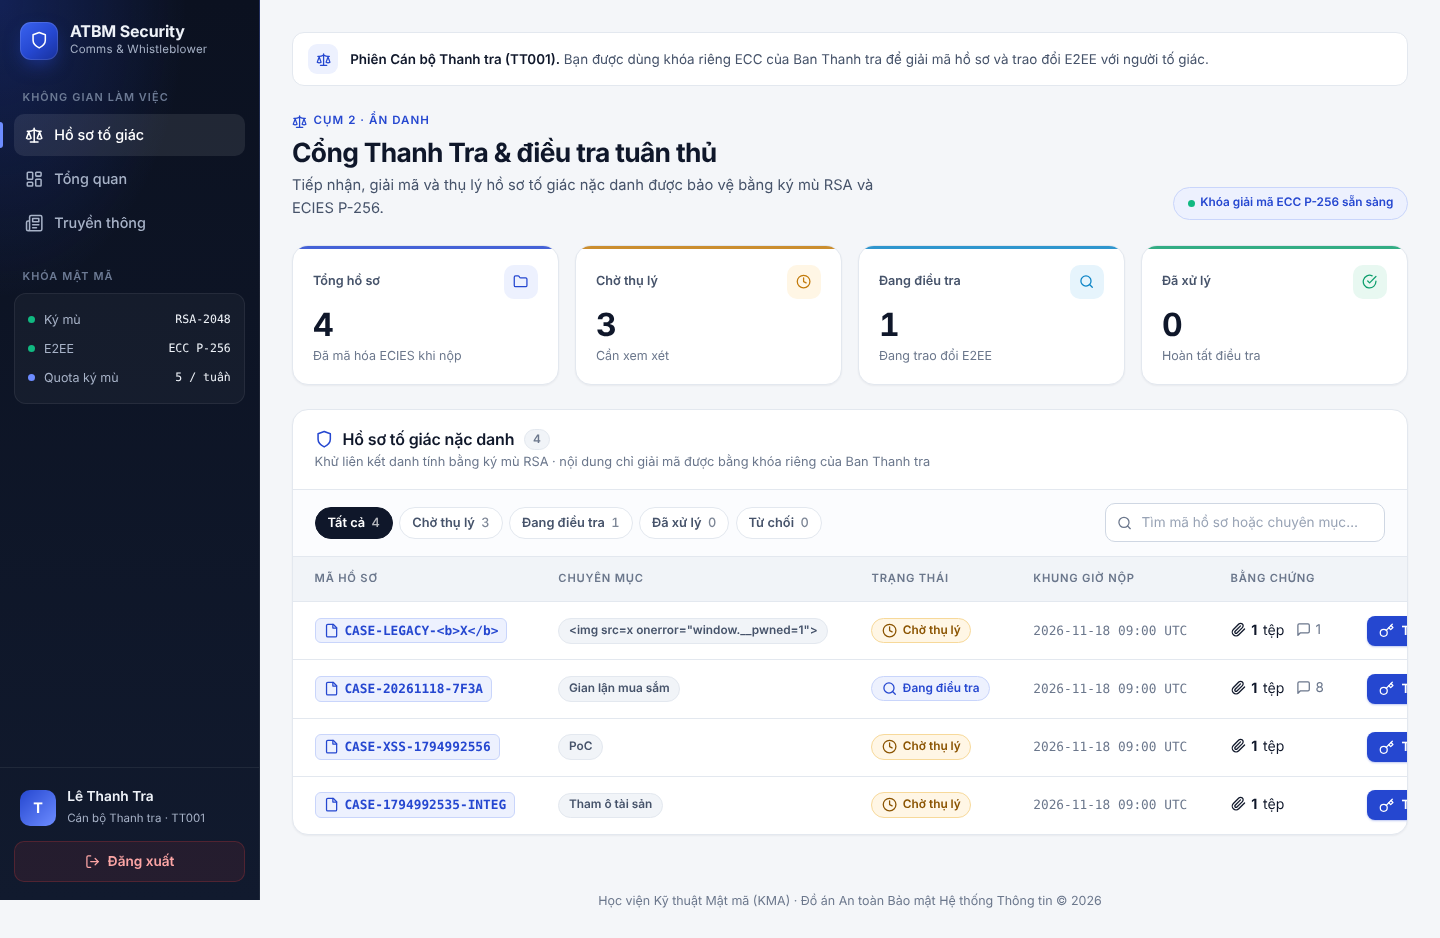 ATBM Security
Comms & Whistleblower
KHÔNG GIAN LÀM VIỆC
Hồ sơ tố giác
Tổng quan
Truyền thông
KHÓA MẬT MÃ
Ký mù RSA-2048
E2EE ECC P-256
Quota ký mù 5 / tuần
Lê Thanh Tra
Cán bộ Thanh tra · TT001
Đăng xuất
Phiên Cán bộ Thanh tra (TT001). Bạn được dùng khóa riêng ECC của Ban Thanh tra để giải mã hồ sơ và trao đổi E2EE với người tố giác.
CỤM 2 · ẨN DANH
Cổng Thanh Tra & điều tra tuân thủ
Tiếp nhận, giải mã và thụ lý hồ sơ tố giác nặc danh được bảo vệ bằng ký mù RSA và
ECIES P-256.
Khóa giải mã ECC P-256 sẵn sàng
Tổng hồ sơ
4
Đã mã hóa ECIES khi nộp
Chờ thụ lý
3
Cần xem xét
Đang điều tra
1
Đang trao đổi E2EE
Đã xử lý
0
Hoàn tất điều tra
Hồ sơ tố giác nặc danh 4
Khử liên kết danh tính bằng ký mù RSA · nội dung chỉ giải mã được bằng khóa riêng của Ban Thanh tra
Tất cả 4 Chờ thụ lý 3 Đang điều tra 1 Đã xử lý 0 Từ chối 0 Tìm mã hồ sơ hoặc chuyên mục...
MÃ HỒ SƠ CHUYÊN MỤC TRẠNG THÁI KHUNG GIỜ NỘP BẰNG CHỨNG
CASE-LEGACY-<b>X</b> <img src=x onerror="window.__pwned=1"> Chờ thụ lý 2026-11-18 09:00 UTC 1 tệp 1
CASE-20261118-7F3A Gian lận mua sắm Đang điều tra 2026-11-18 09:00 UTC 1 tệp 8
CASE-XSS-1794992556 PoC Chờ thụ lý 2026-11-18 09:00 UTC 1 tệp
CASE-1794992535-INTEG Tham ô tài sản Chờ thụ lý 2026-11-18 09:00 UTC 1 tệp
Học viện Kỹ thuật Mật mã (KMA) · Đồ án An toàn Bảo mật Hệ thống Thông tin © 2026